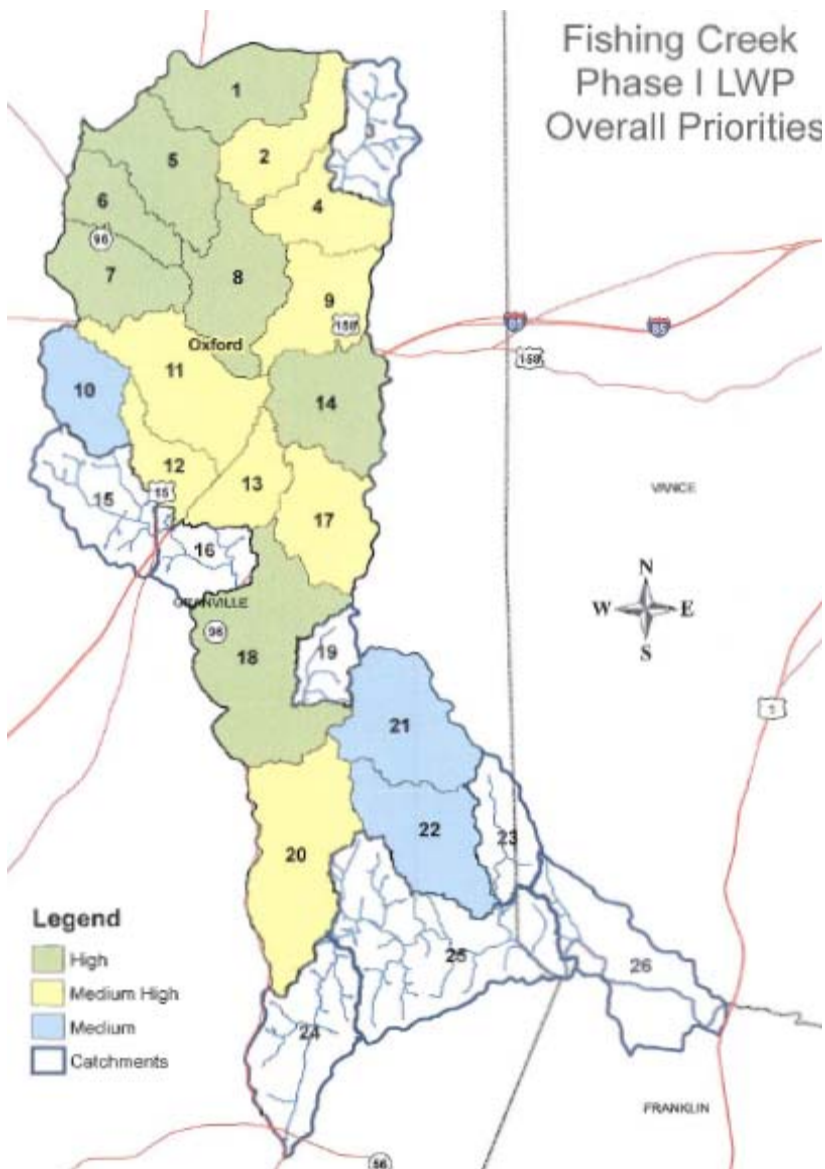 Fishing Creek
Phase I LWP
Overall Priorities
1
3
2
5
6
4
96
7
8
9
158
85
85
158
Oxford
11
10
14
12
13
15
15
17
VANCE
16
N
W E
S
GRANVILLE
96
18
19
1
21
22
23
20
Legend
High
Medium High
Medium
Catchments
25
26
24
FRANKLIN
56